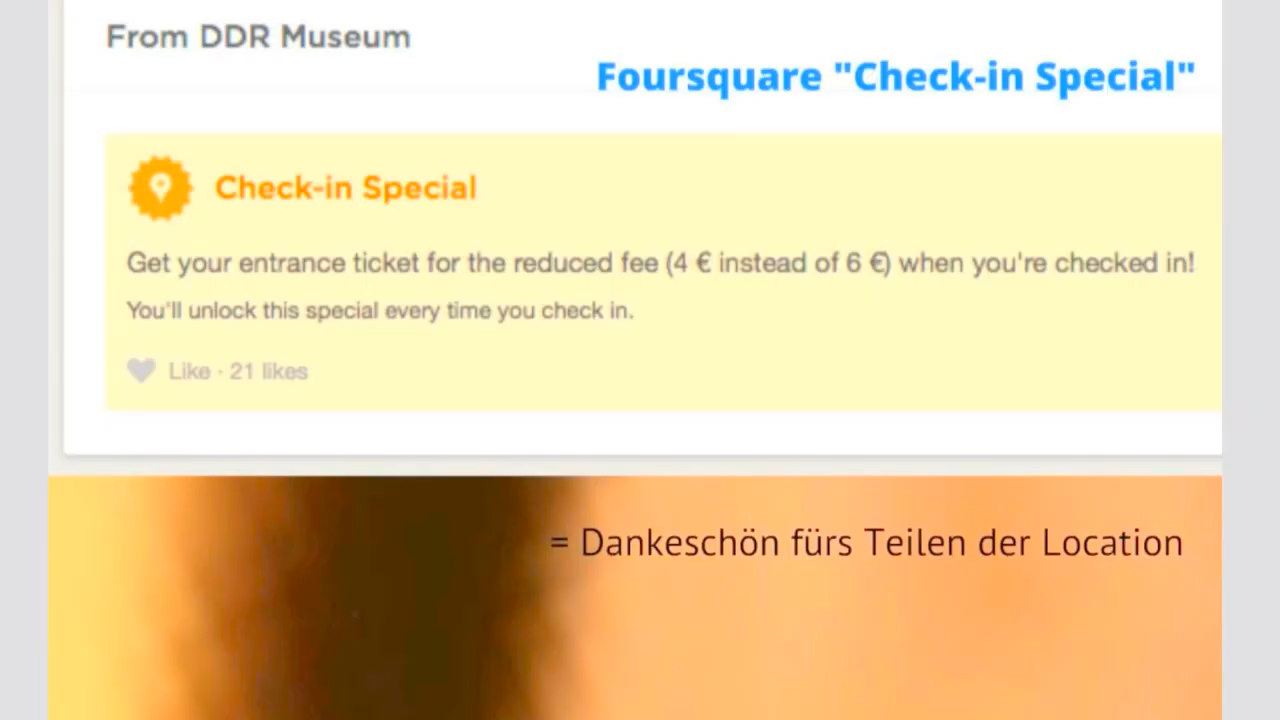 From DDR Museum
Foursquare "Check-in Special"
Check-in Special
Get your entrance ticket for the reduced fee (4 € instead of 6 €) when you're checked in!
You'll unlock this special every time you check in.
Like · 21 likes
= Dankeschön fürs Teilen der Location